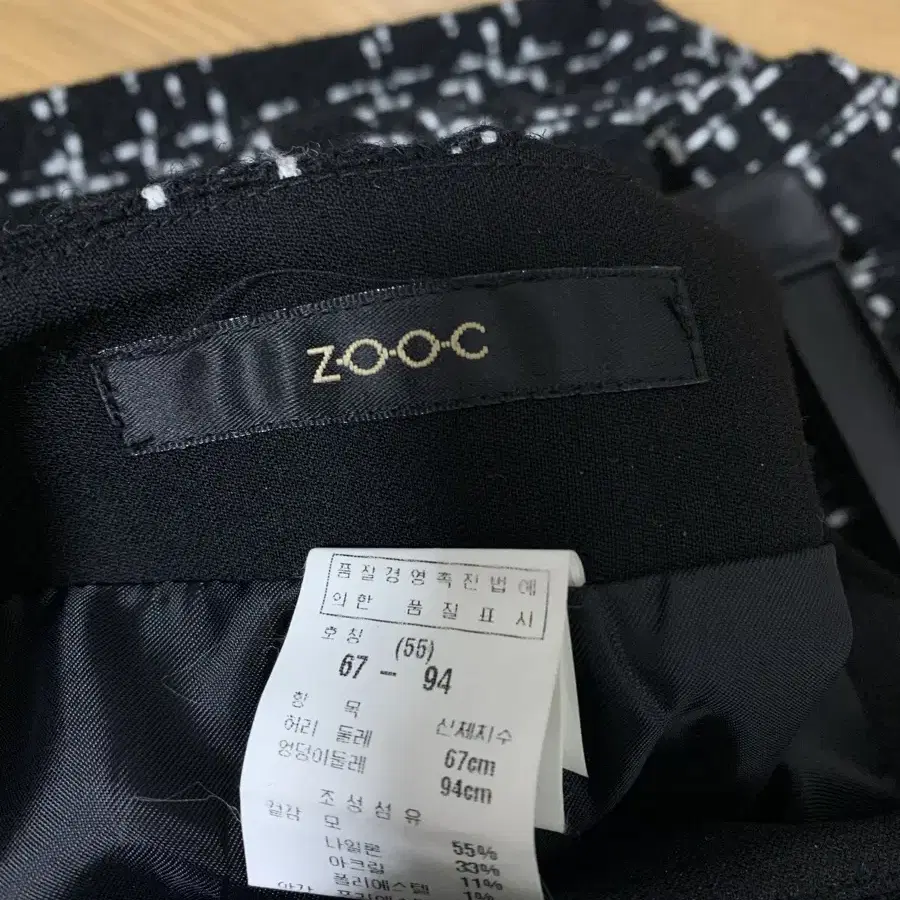 Z·O·O·C
품질경영촉진법에
의한 품질표시
호칭 (55)
67 – 94
항 목 신체지수
허리 둘레 67cm
엉덩이둘레 94cm
조성섬유
겉감 모 55%
나일론 33%
아크릴 11%
폴리에스텔 1%